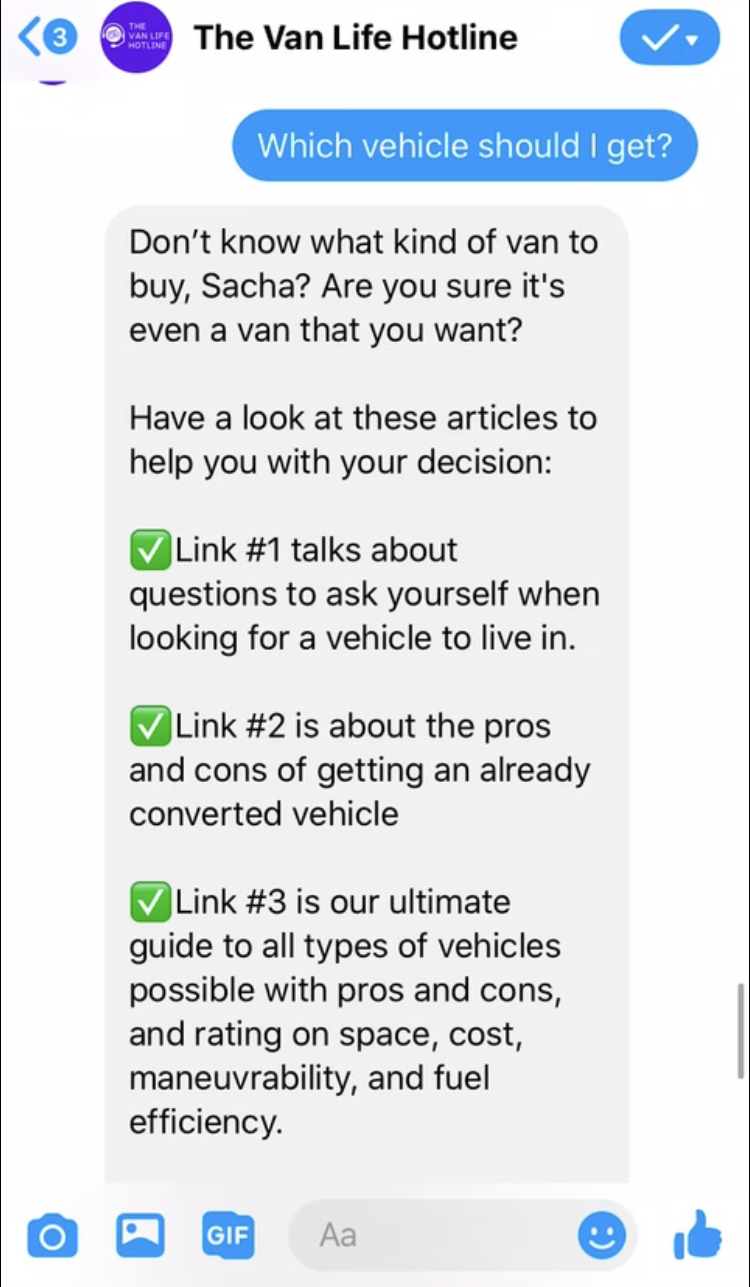 3
THE
VAN LIFE
HOTLINE
The Van Life Hotline
Which vehicle should I get?
Don’t know what kind of van to
buy, Sacha? Are you sure it's
even a van that you want?
Have a look at these articles to
help you with your decision:
✅Link #1 talks about
questions to ask yourself when
looking for a vehicle to live in.
✅Link #2 is about the pros
and cons of getting an already
converted vehicle
✅Link #3 is our ultimate
guide to all types of vehicles
possible with pros and cons,
and rating on space, cost,
maneuvrability, and fuel
efficiency.
GIF
Aa